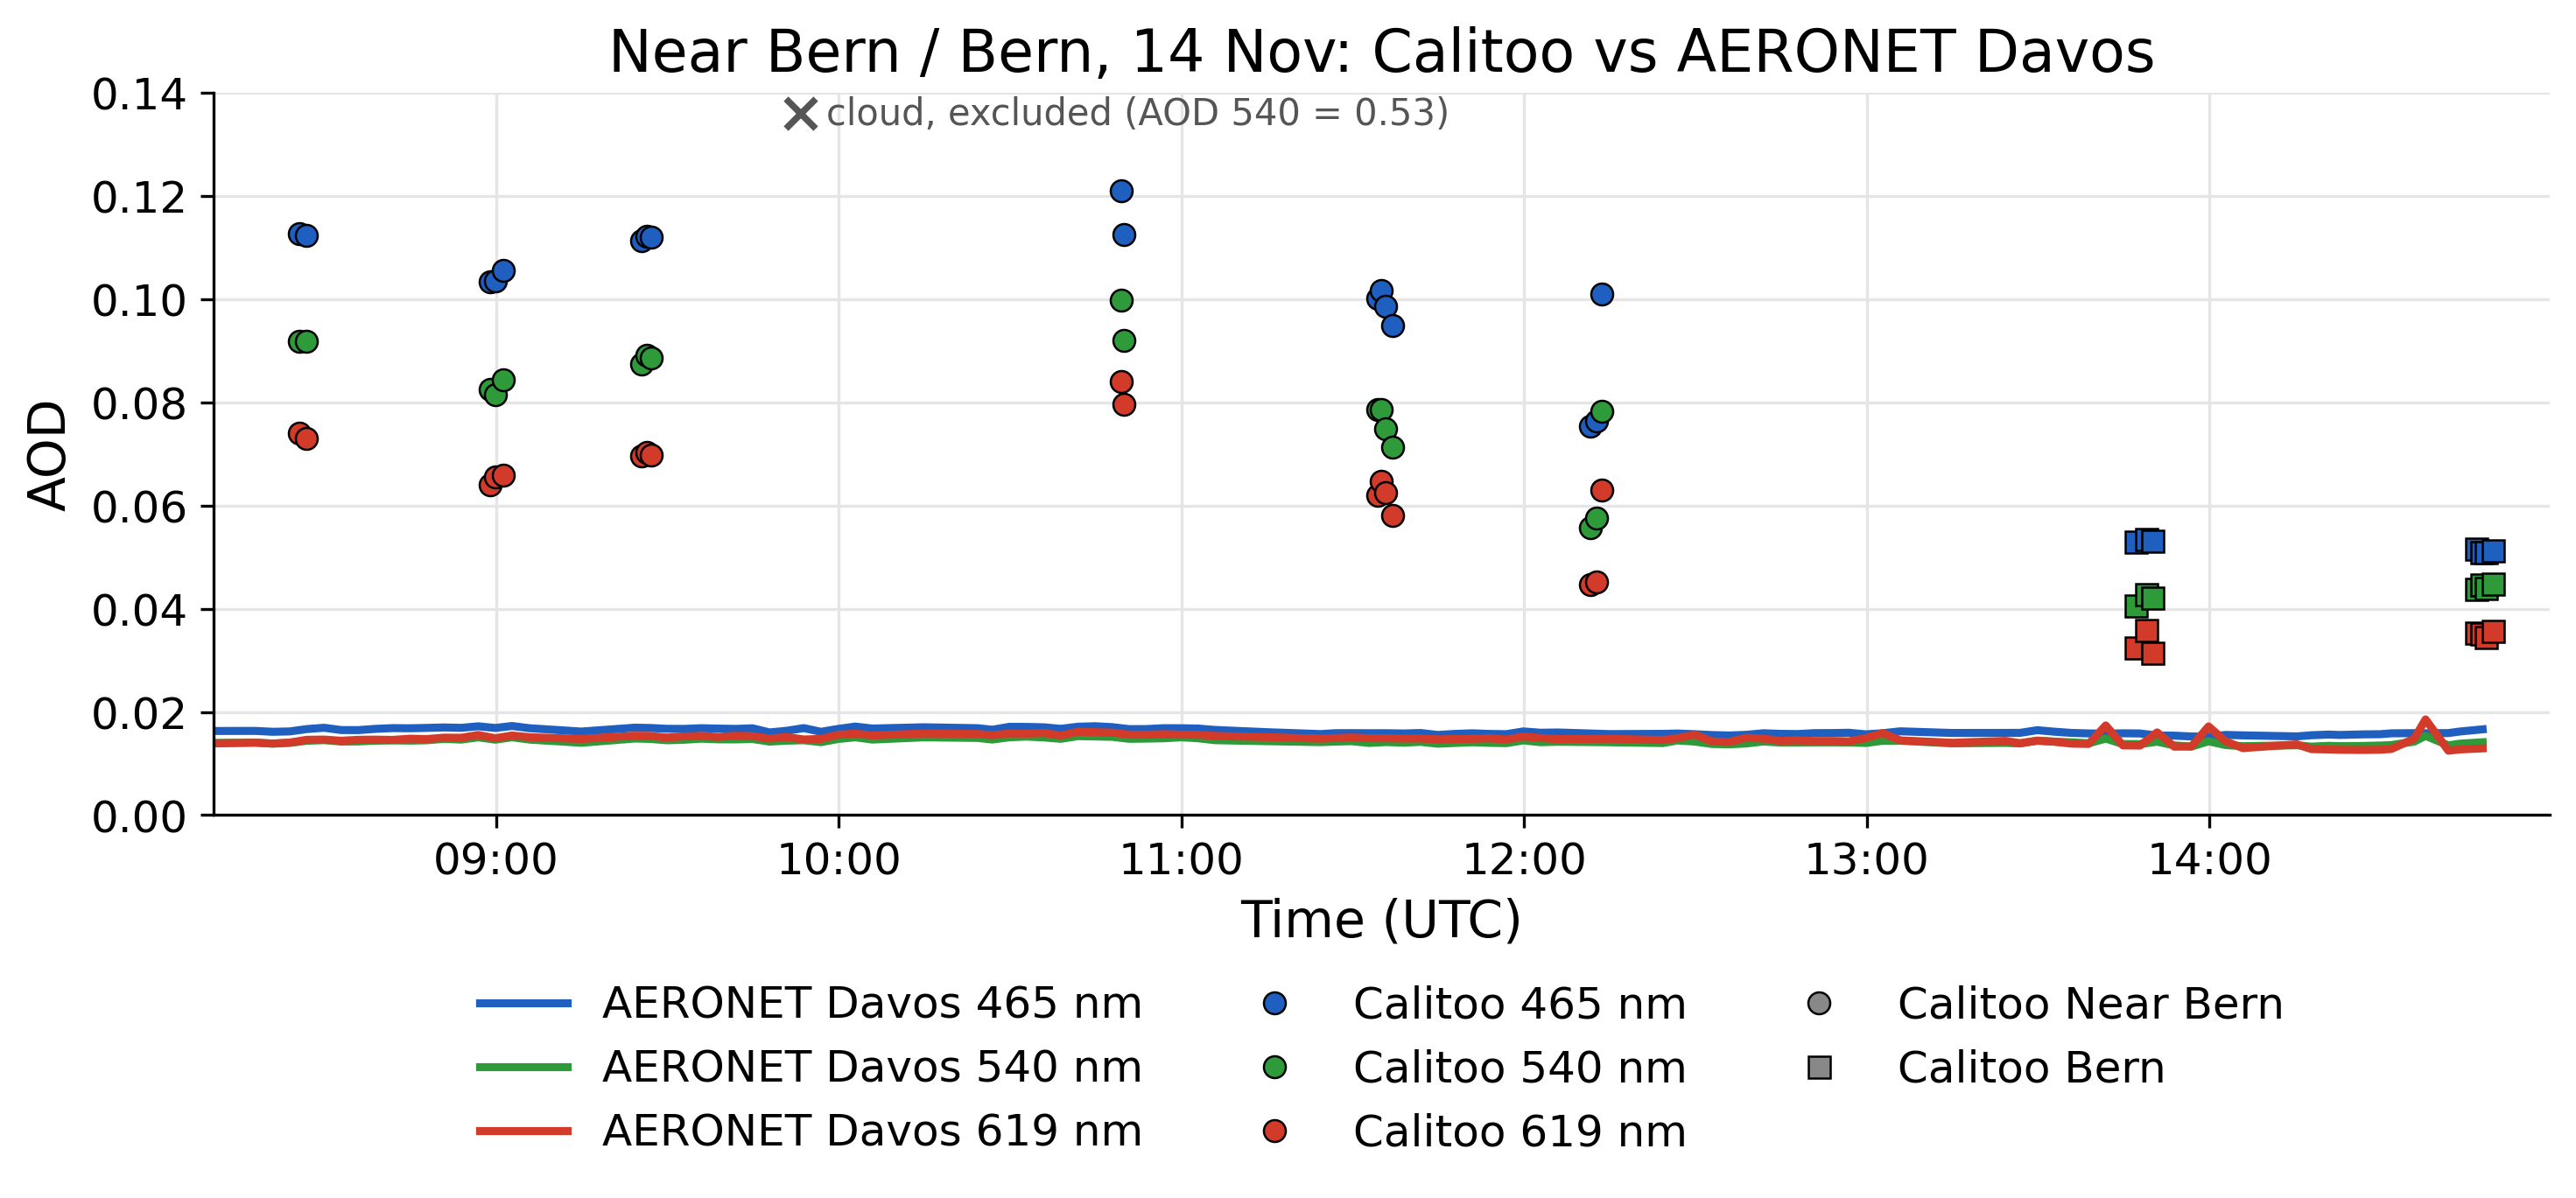 Near Bern / Bern, 14 Nov: Calitoo vs AERONET Davos
cloud, excluded (AOD 540 = 0.53)
0.14
0.12
0.10
0.08
0.06
0.04
0.02
0.00
AOD
09:00 10:00 11:00 12:00 13:00 14:00
Time (UTC)
AERONET Davos 465 nm
AERONET Davos 540 nm
AERONET Davos 619 nm
Calitoo 465 nm
Calitoo 540 nm
Calitoo 619 nm
Calitoo Near Bern
Calitoo Bern